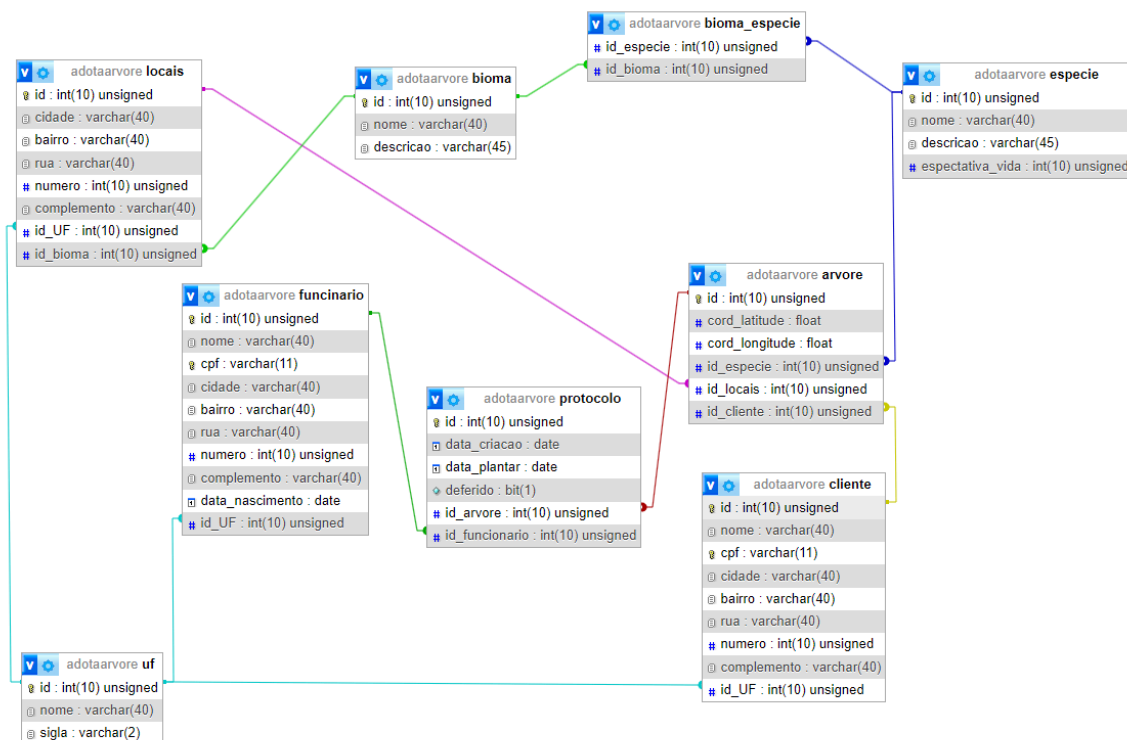 adotaarvore bioma_especie
id_especie : int(10) unsigned
id_bioma : int(10) unsigned
adotaarvore locais
id : int(10) unsigned
cidade : varchar(40)
bairro : varchar(40)
rua : varchar(40)
numero : int(10) unsigned
complemento : varchar(40)
id_UF : int(10) unsigned
id_bioma : int(10) unsigned
adotaarvore bioma
id : int(10) unsigned
nome : varchar(40)
descricao : varchar(45)
adotaarvore especie
id : int(10) unsigned
nome : varchar(40)
descricao : varchar(45)
espectativa_vida : int(10) unsigned
adotaarvore funcinario
id : int(10) unsigned
nome : varchar(40)
cpf : varchar(11)
cidade : varchar(40)
bairro : varchar(40)
rua : varchar(40)
numero : int(10) unsigned
complemento : varchar(40)
data_nascimento : date
id_UF : int(10) unsigned
adotaarvore arvore
id : int(10) unsigned
cord_latitude : float
cord_longitude : float
id_especie : int(10) unsigned
id_locais : int(10) unsigned
id_cliente : int(10) unsigned
adotaarvore protocolo
id : int(10) unsigned
data_criacao : date
data_plantar : date
deferido : bit(1)
id_arvore : int(10) unsigned
id_funcionario : int(10) unsigned
adotaarvore cliente
id : int(10) unsigned
nome : varchar(40)
cpf : varchar(11)
cidade : varchar(40)
bairro : varchar(40)
rua : varchar(40)
numero : int(10) unsigned
complemento : varchar(40)
id_UF : int(10) unsigned
adotaarvore uf
id : int(10) unsigned
nome : varchar(40)
sigla : varchar(2)